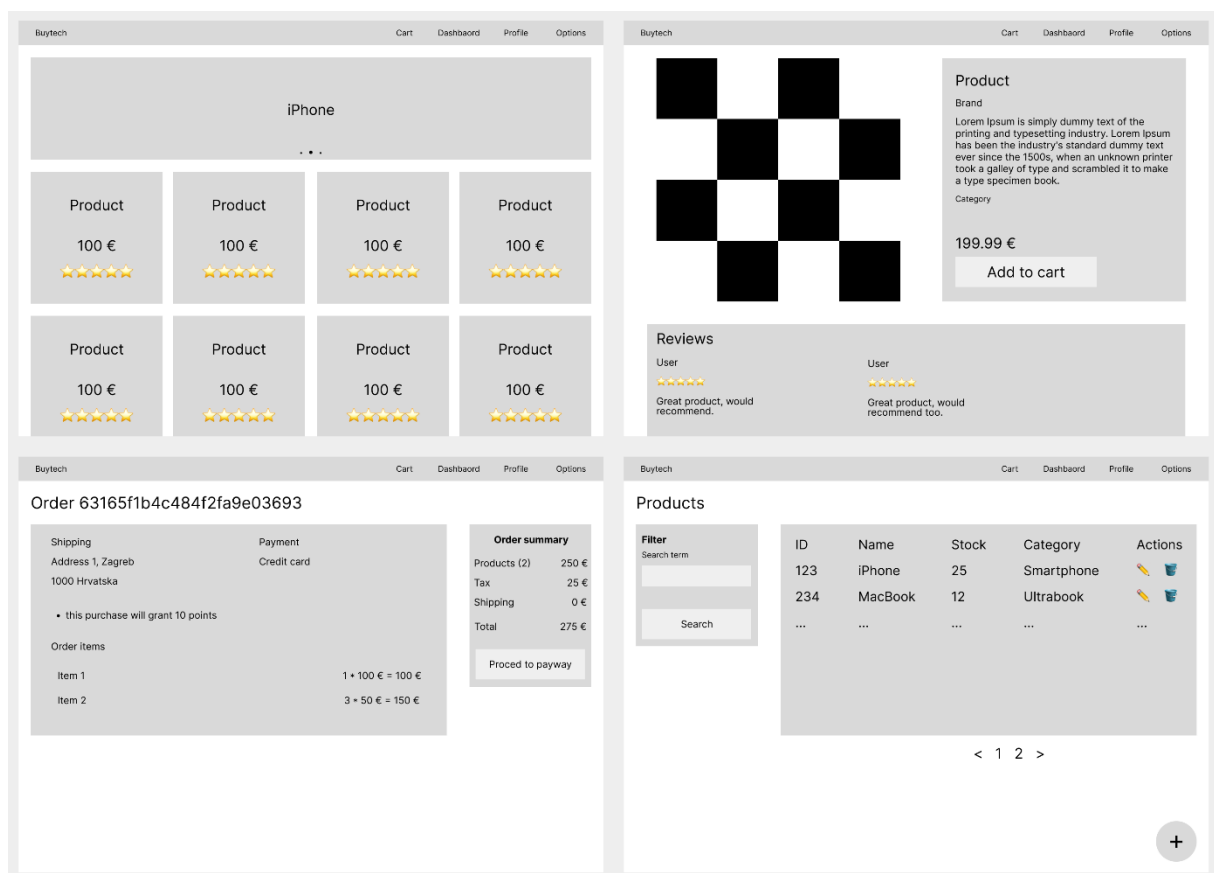 Buytech Cart Dashbaord Profile Options
iPhone
Product Product Product Product
100 € 100 € 100 € 100 €
⭐⭐⭐⭐⭐ ⭐⭐⭐⭐⭐ ⭐⭐⭐⭐⭐ ⭐⭐⭐⭐⭐
Product Product Product Product
100 € 100 € 100 € 100 €
⭐⭐⭐⭐⭐ ⭐⭐⭐⭐⭐ ⭐⭐⭐⭐⭐ ⭐⭐⭐⭐⭐
Buytech Cart Dashbaord Profile Options
Product
Brand
Lorem Ipsum is simply dummy text of the
printing and typesetting industry. Lorem Ipsum
has been the industry's standard dummy text
ever since the 1500s, when an unknown printer
took a galley of type and scrambled it to make
a type specimen book.
Category
199.99 €
Add to cart
Reviews
User
⭐⭐⭐⭐⭐
Great product, would
recommend.
User
⭐⭐⭐⭐⭐
Great product, would
recommend too.
Buytech Cart Dashbaord Profile Options
Order 63165f1b4c484f2fa9e03693
Shipping Payment
Address 1, Zagreb Credit card
1000 Hrvatska
• this purchase will grant 10 points
Order items
Item 1 1 * 100 € = 100 €
Item 2 3 * 50 € = 150 €
Order summary
Products (2) 250 €
Tax 25 €
Shipping 0 €
Total 275 €
Proced to payway
Buytech Cart Dashbaord Profile Options
Products
Filter
Search term
Search
ID Name Stock Category Actions
123 iPhone 25 Smartphone ✏️ 🗑️
234 MacBook 12 Ultrabook ✏️ 🗑️
... ... ... ... ...
< 1 2 >
+